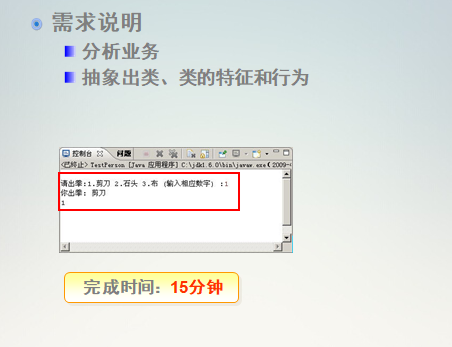 需求说明
分析业务
抽象出类、类的特征和行为
控制台 问题
<已终止> TestPerson [Java 应用程序] C:\jdk1.6.0\bin\javaw.exe ( 2009-
请出拳:1.剪刀 2.石头 3.布 (输入相应数字) :1
你出拳: 剪刀
1
完成时间：15分钟